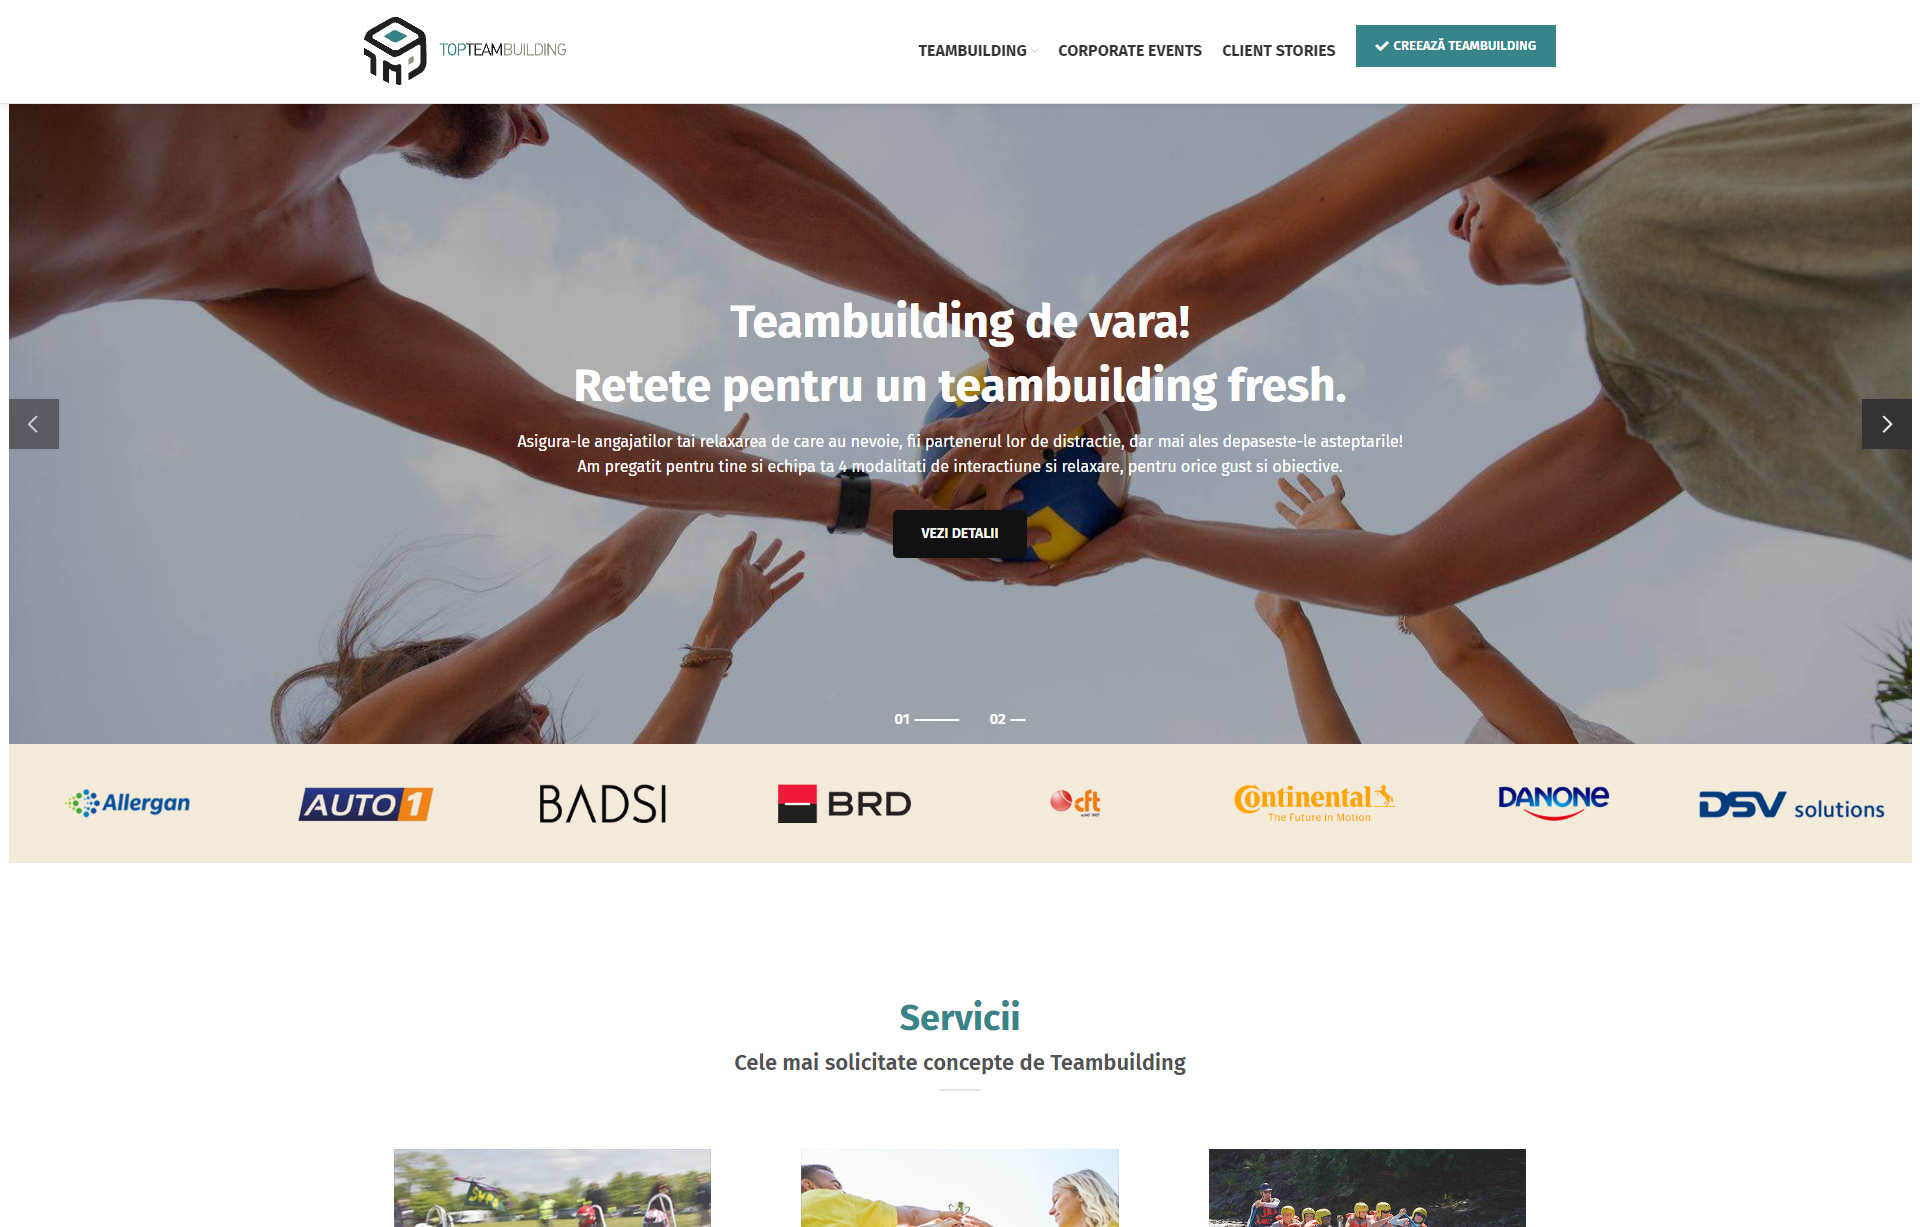 TOPTEAMBUILDING
TEAMBUILDING
CORPORATE EVENTS
CLIENT STORIES
CREEAZĂ TEAMBUILDING
Teambuilding de vara!
Retete pentru un teambuilding fresh.
Asigura-le angajatilor tai relaxarea de care au nevoie, fii partenerul lor de distractie, dar mai ales depaseste-le asteptarile!
Am pregatit pentru tine si echipa ta 4 modalitati de interactiune si relaxare, pentru orice gust si obiective.
VEZI DETALII
01
02
Allergan
AUTO1
BADSI
BRD
cft
Continental
The Future in Motion
DANONE
DSV solutions
Servicii
Cele mai solicitate concepte de Teambuilding